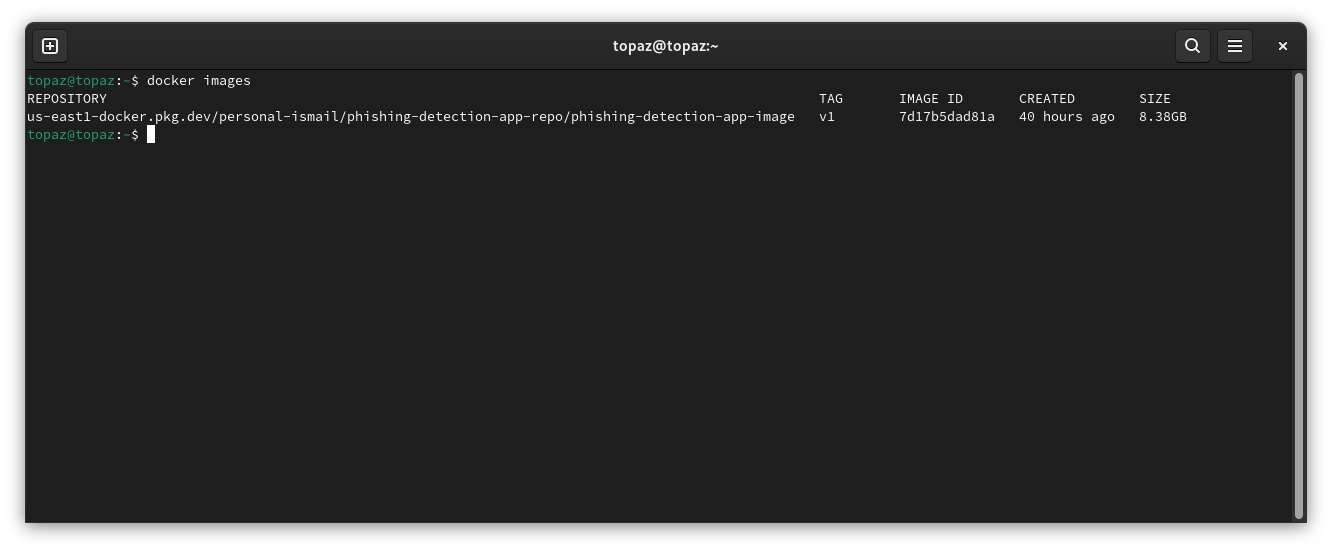 topaz@topaz:~
topaz@topaz:~$ docker images
REPOSITORY TAG IMAGE ID CREATED SIZE
us-east1-docker.pkg.dev/personal-ismail/phishing-detection-app-repo/phishing-detection-app-image v1 7d17b5dad81a 40 hours ago 8.38GB
topaz@topaz:~$